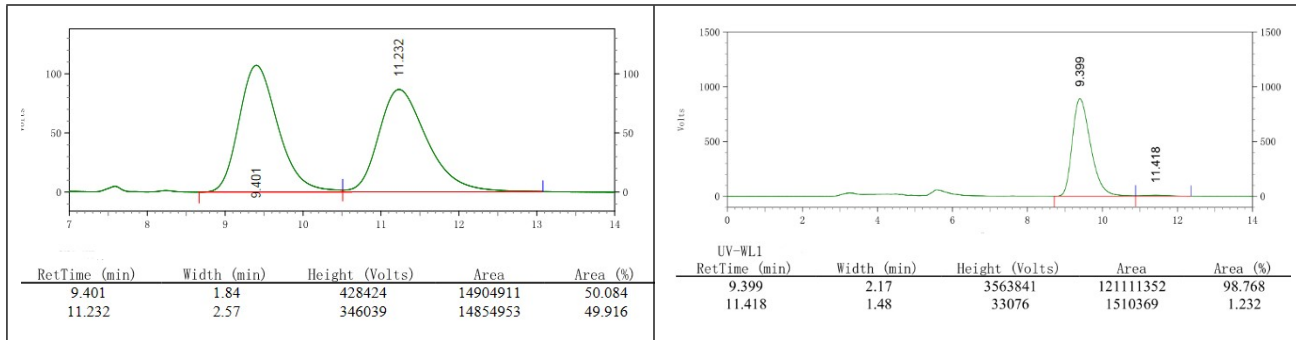 11.232
100
100
50
50
9.401
0
0
7 8 9 10 11 12 13 14
RetTime (min) Width (min) Height (Volts) Area Area (%)
9.401 1.84 428424 14904911 50.084
11.232 2.57 346039 14854953 49.916
1500
1500
9.399
1000
1000
Volts
500
500
11.418
0
0
0 2 4 6 8 10 12 14
UV-WL1
RetTime (min) Width (min) Height (Volts) Area Area (%)
9.399 2.17 3563841 121111352 98.768
11.418 1.48 33076 1510369 1.232